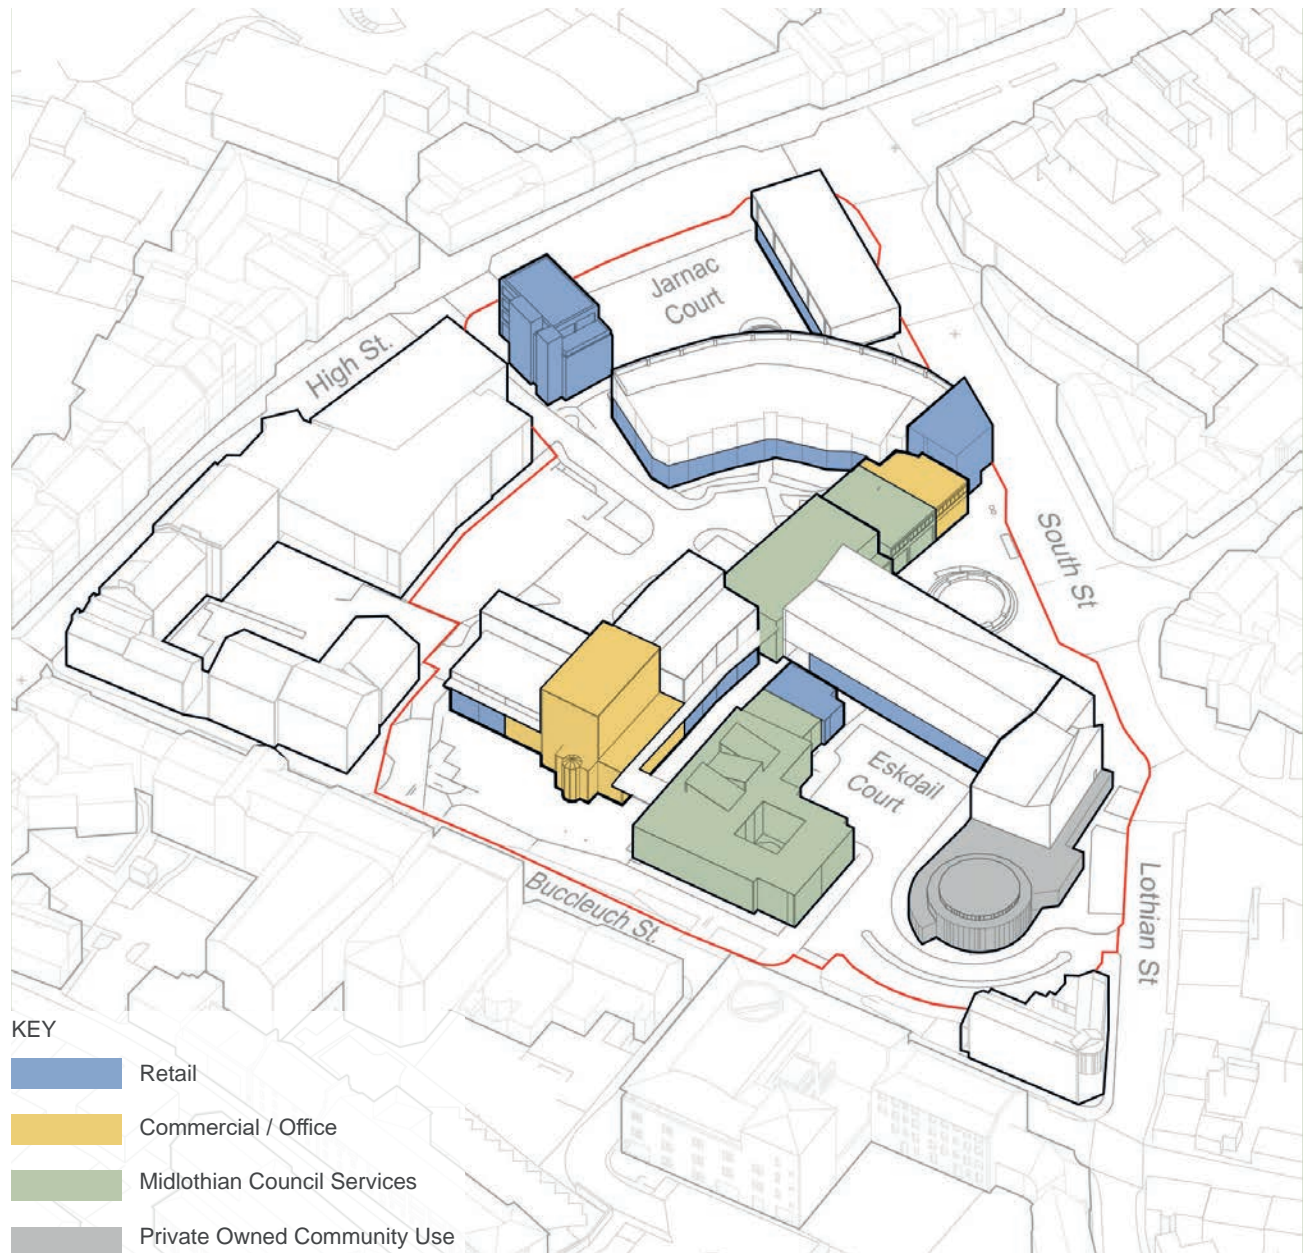 Jarnac
Court
High St.
South St
Eskdail
Court
Buccleuch St.
Lothian St
KEY
Retail
Commercial / Office
Midlothian Council Services
Private Owned Community Use